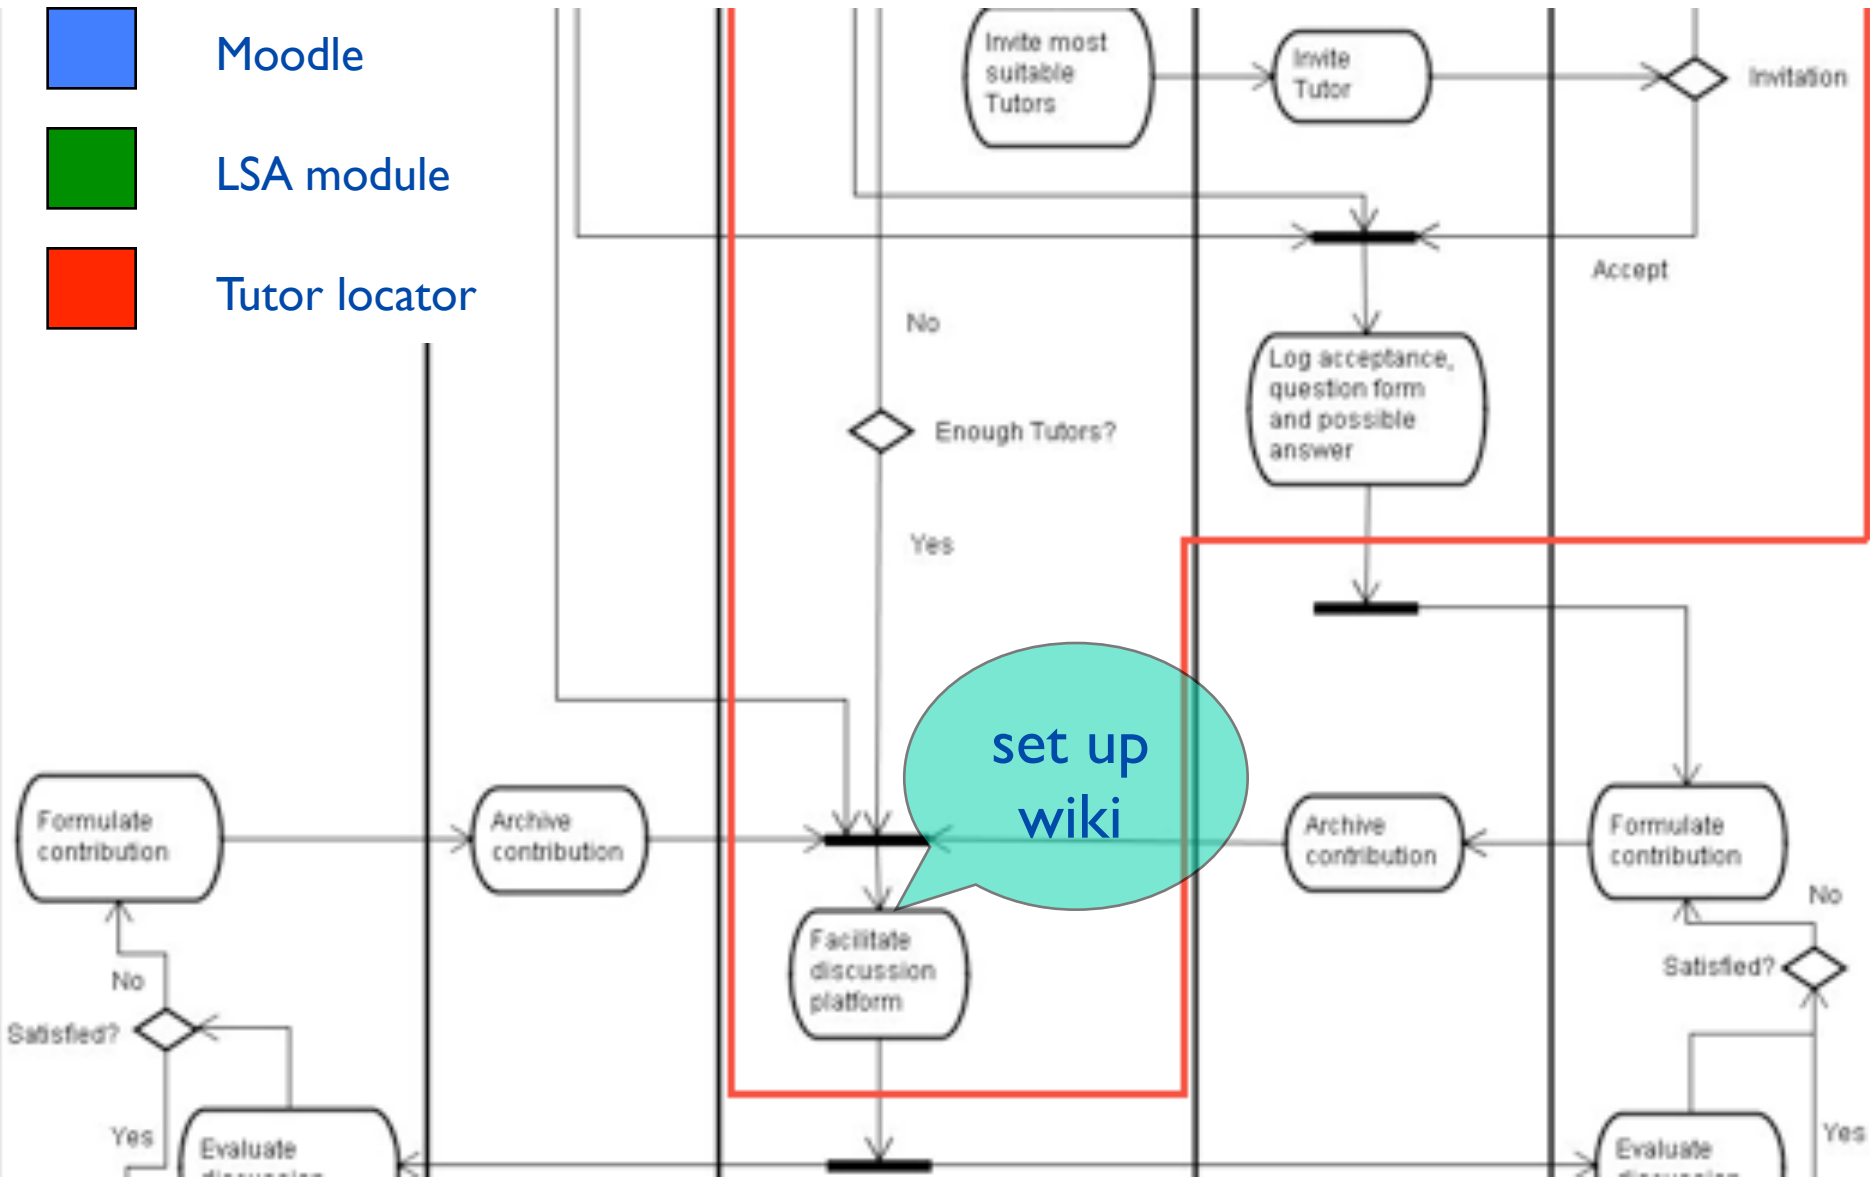 Moodle
LSA module
Tutor locator
Invite most
suitable
Tutors
Invite
Tutor
Invitation
Accept
No
Enough Tutors?
Log acceptance,
question form
and possible
answer
Yes
set up
wiki
Formulate
contribution
Archive
contribution
Archive
contribution
Formulate
contribution
No
Facilitate
discussion
platform
Satisfied?
No
Satisfied?
Yes
Evaluate
discussion
Evaluate
discussion
Yes